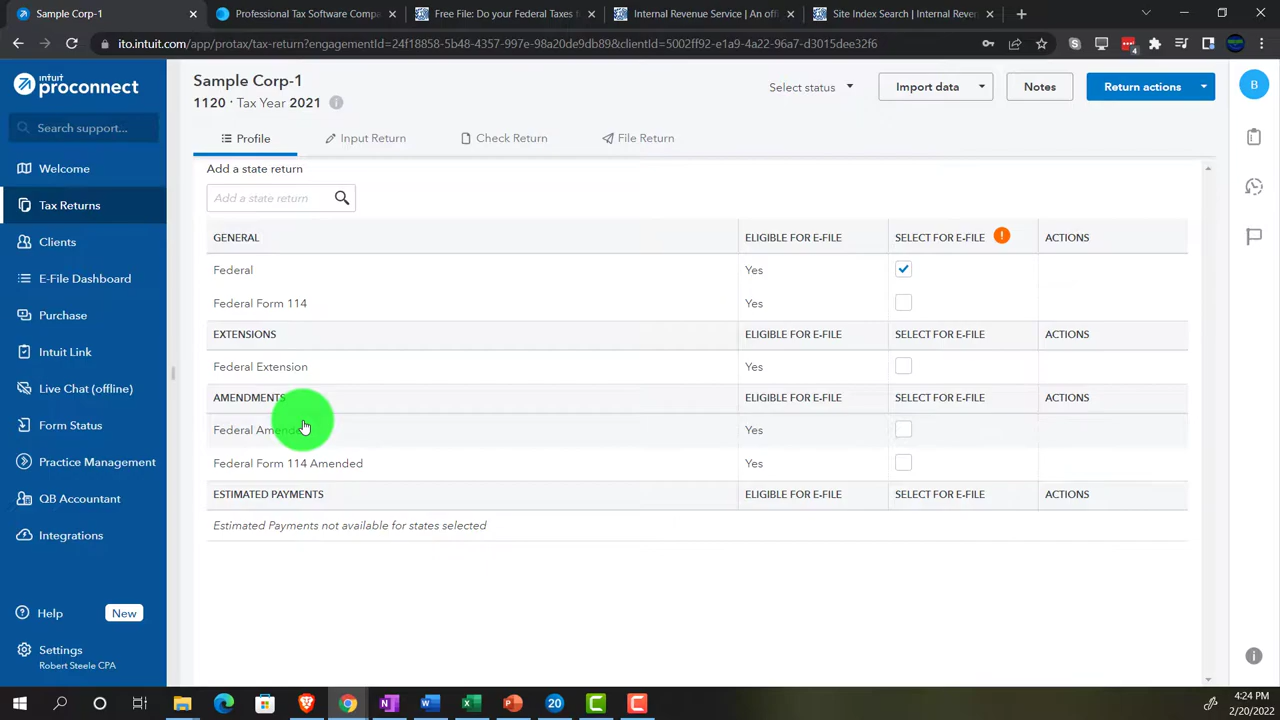 Sample Corp-1
Professional Tax Software Compa
Free File: Do your Federal Taxes f
Internal Revenue Service | An offi
Site Index Search | Internal Reve
ito.intuit.com/app/protax/tax-return?engagementId=24f18858-5b48-4357-997e-98a20de9db89&clientId=5002ff92-e1a9-4a22-96a7-d3015dee32f6
4
intuit
proconnect
Search support...
Welcome
Tax Returns
Clients
E-File Dashboard
Purchase
Intuit Link
Live Chat (offline)
Form Status
Practice Management
QB Accountant
Integrations
Help
New
Settings
Robert Steele CPA
Sample Corp-1
1120 · Tax Year 2021
Select status
Import data
Notes
Return actions
B
Profile
Input Return
Check Return
File Return
Add a state return
Add a state return
GENERAL ELIGIBLE FOR E-FILE SELECT FOR E-FILE ! ACTIONS
Federal Yes
Federal Form 114 Yes
EXTENSIONS ELIGIBLE FOR E-FILE SELECT FOR E-FILE ACTIONS
Federal Extension Yes
AMENDMENTS ELIGIBLE FOR E-FILE SELECT FOR E-FILE ACTIONS
Federal Yes
Federal Form 114 Amended Yes
ESTIMATED PAYMENTS ELIGIBLE FOR E-FILE SELECT FOR E-FILE ACTIONS
Estimated Payments not available for states selected
20
4:24 PM
2/20/2022